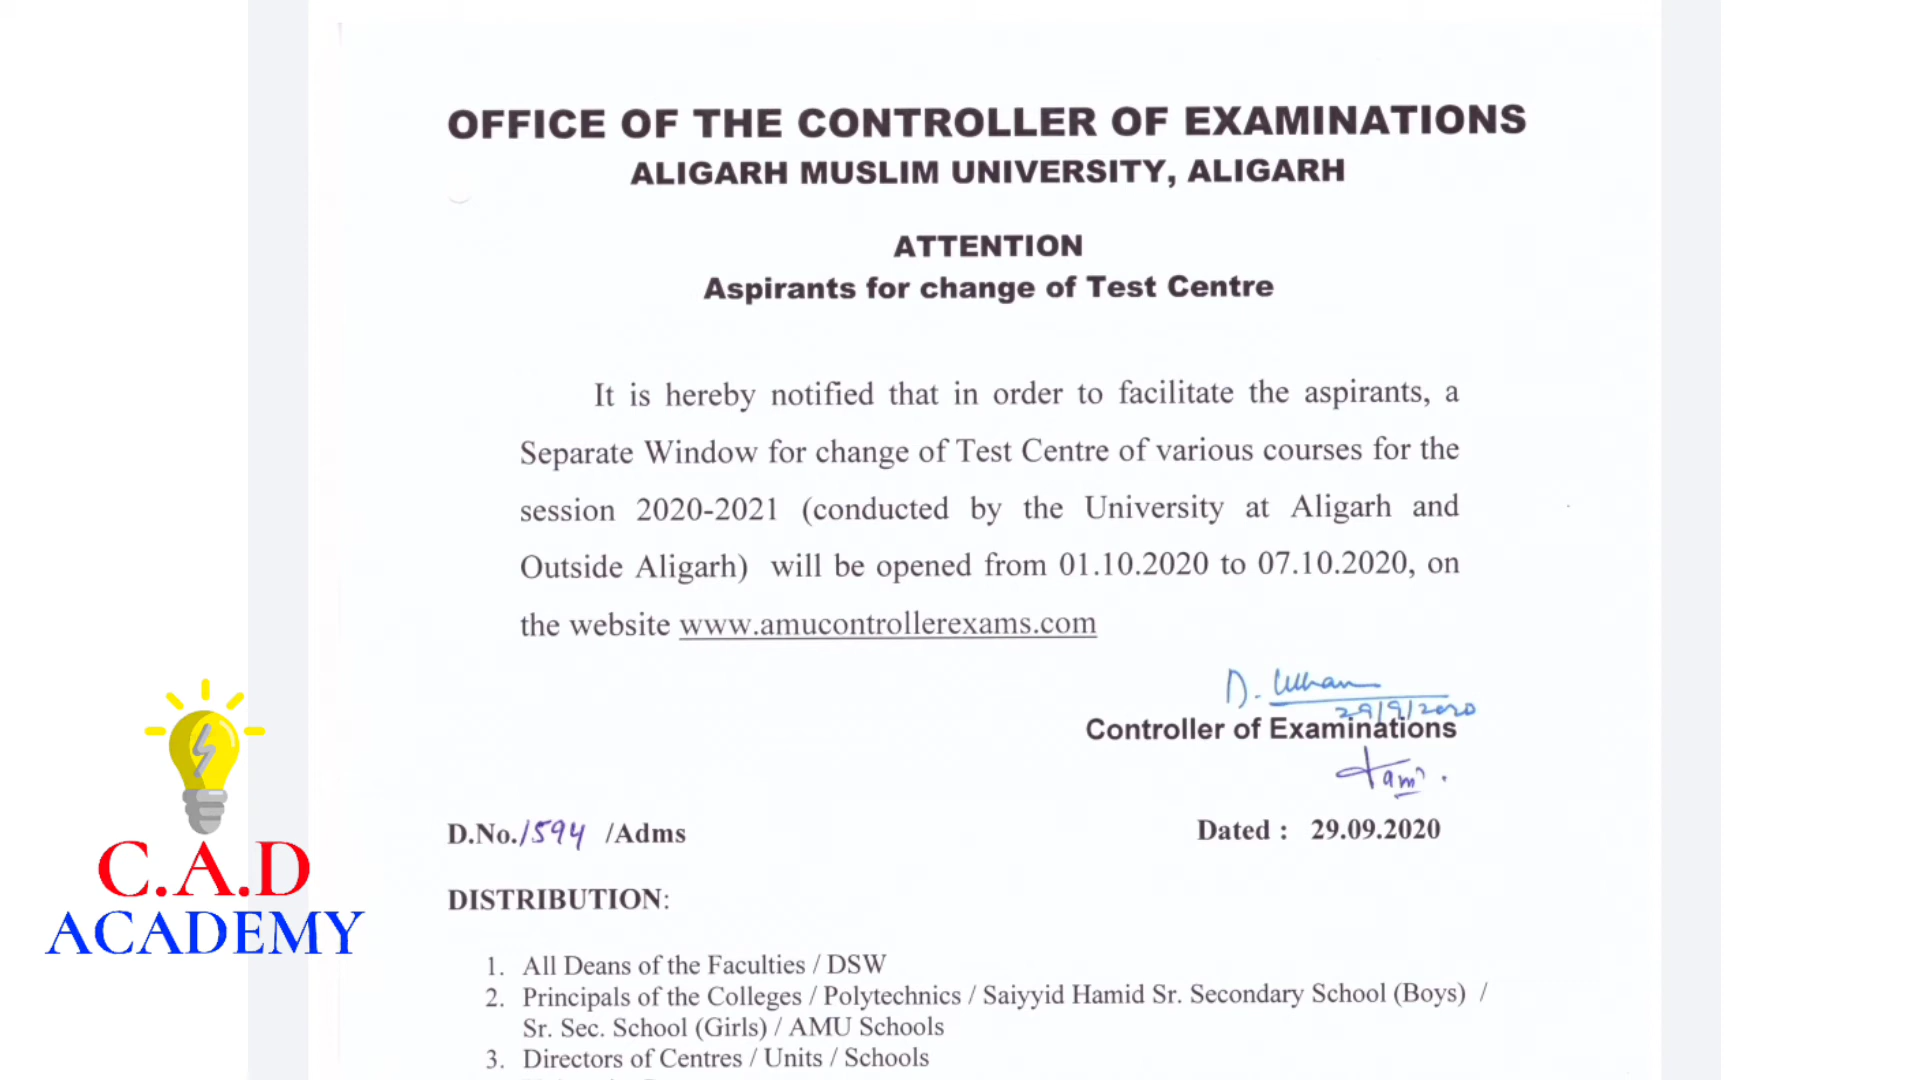 OFFICE OF THE CONTROLLER OF EXAMINATIONS
ALIGARH MUSLIM UNIVERSITY, ALIGARH
ATTENTION
Aspirants for change of Test Centre
It is hereby notified that in order to facilitate the aspirants, a
Separate Window for change of Test Centre of various courses for the
session 2020-2021 (conducted by the University at Aligarh and
Outside Aligarh) will be opened from 01.10.2020 to 07.10.2020, on
the website www.amucontrollerexams.com
29/9/2020
Controller of Examinations
D.No./594 /Adms
Dated : 29.09.2020
DISTRIBUTION:
1. All Deans of the Faculties / DSW
2. Principals of the Colleges / Polytechnics / Saiyyid Hamid Sr. Secondary School (Boys) /
Sr. Sec. School (Girls) / AMU Schools
3. Directors of Centres / Units / Schools
C.A.D
ACADEMY